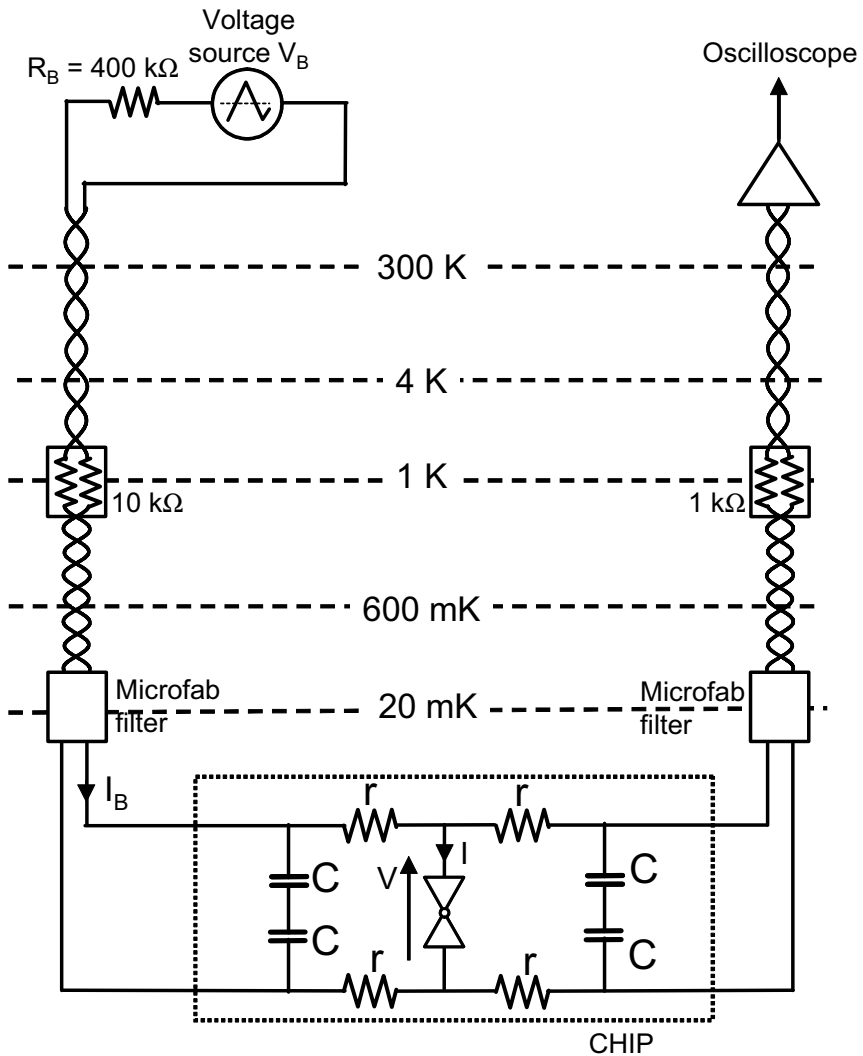 Voltage
source V_B
R_B = 400 kΩ
Oscilloscope
300 K
4 K
1 K
10 kΩ
1 kΩ
600 mK
Microfab
filter
20 mK
Microfab
filter
I_B
r
r
C
C
V
I
C
C
r
r
CHIP